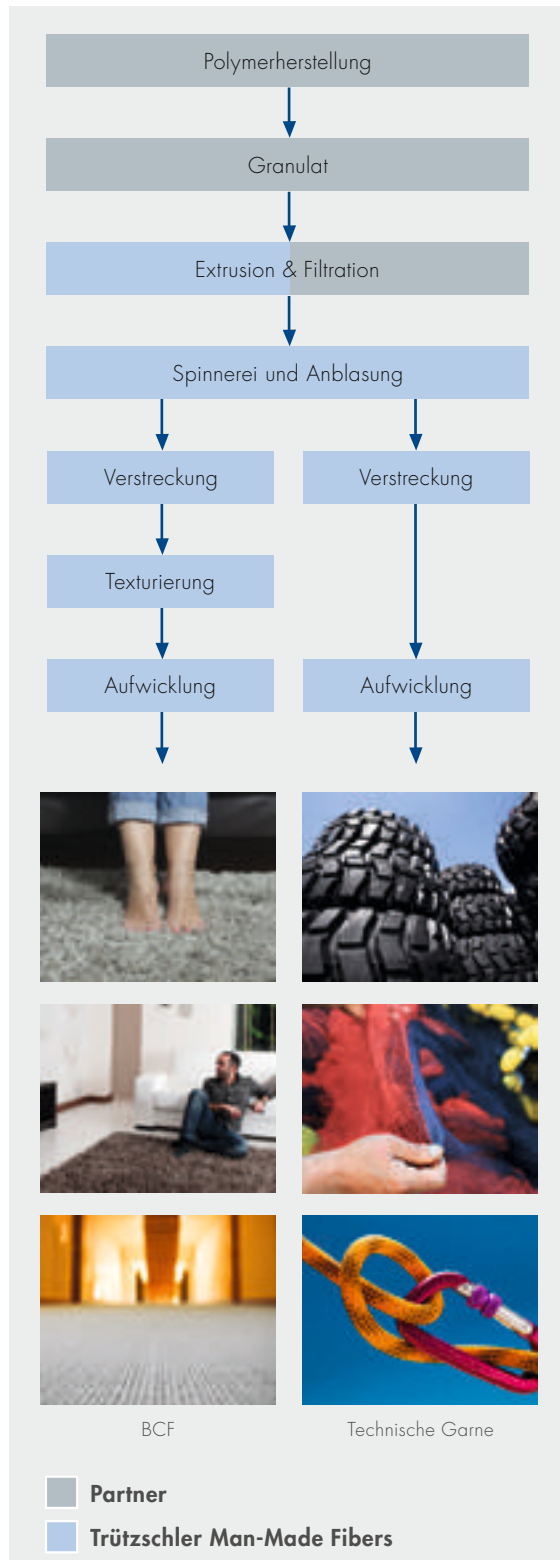 Polymerherstellung
Granulat
Extrusion & Filtration
Spinnerei und Anblasung
Verstreckung
Verstreckung
Texturierung
Aufwicklung
Aufwicklung
BCF
Technische Garne
Partner
Trützschler Man-Made Fibers